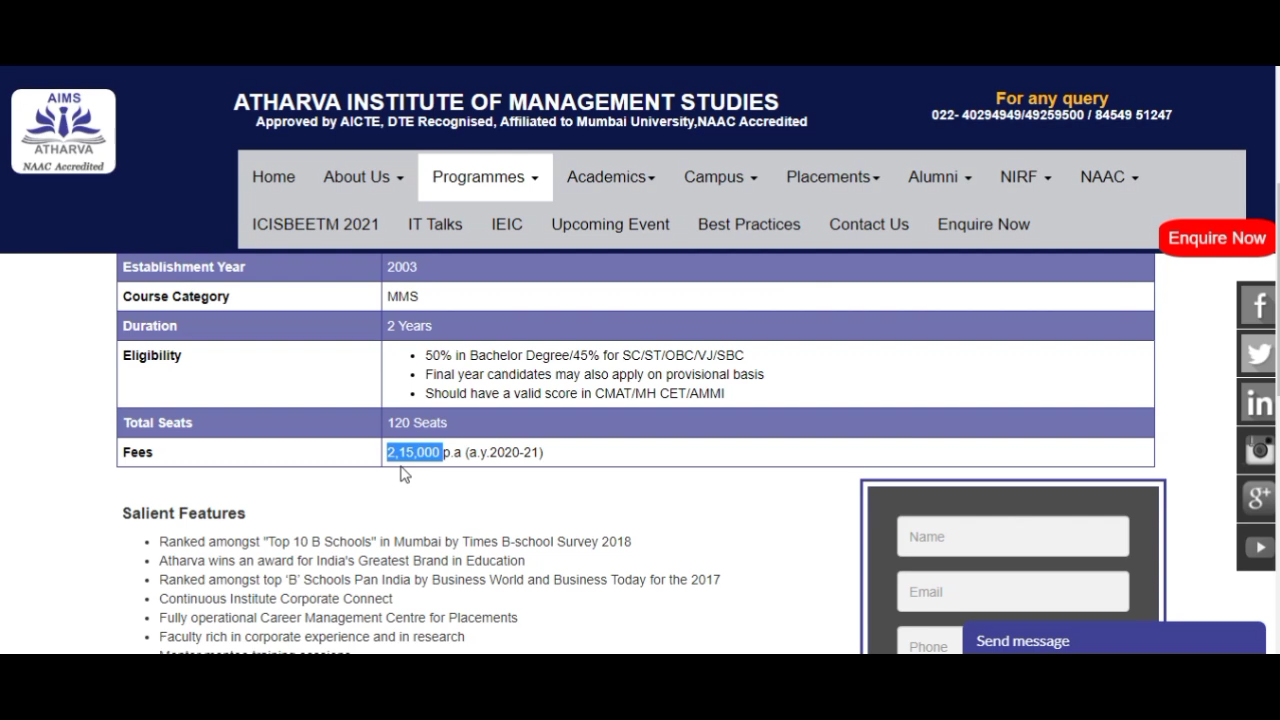 AIMS
ATHARVA
NAAC Accredited
ATHARVA INSTITUTE OF MANAGEMENT STUDIES
Approved by AICTE, DTE Recognised, Affiliated to Mumbai University,NAAC Accredited
For any query
022- 40294949/49259500 / 84549 51247
Home About Us Programmes Academics Campus Placements Alumni NIRF NAAC
ICISBEETM 2021 IT Talks IEIC Upcoming Event Best Practices Contact Us Enquire Now
Enquire Now
Establishment Year 2003
Course Category MMS
Duration 2 Years
Eligibility
50% in Bachelor Degree/45% for SC/ST/OBC/VJ/SBC
Final year candidates may also apply on provisional basis
Should have a valid score in CMAT/MH CET/AMMI
Total Seats 120 Seats
Fees 2,15,000 p.a (a.y.2020-21)
Salient Features
Ranked amongst "Top 10 B Schools" in Mumbai by Times B-school Survey 2018
Atharva wins an award for India's Greatest Brand in Education
Ranked amongst top ‘B’ Schools Pan India by Business World and Business Today for the 2017
Continuous Institute Corporate Connect
Fully operational Career Management Centre for Placements
Faculty rich in corporate experience and in research
Name
Email
Phone
Send message